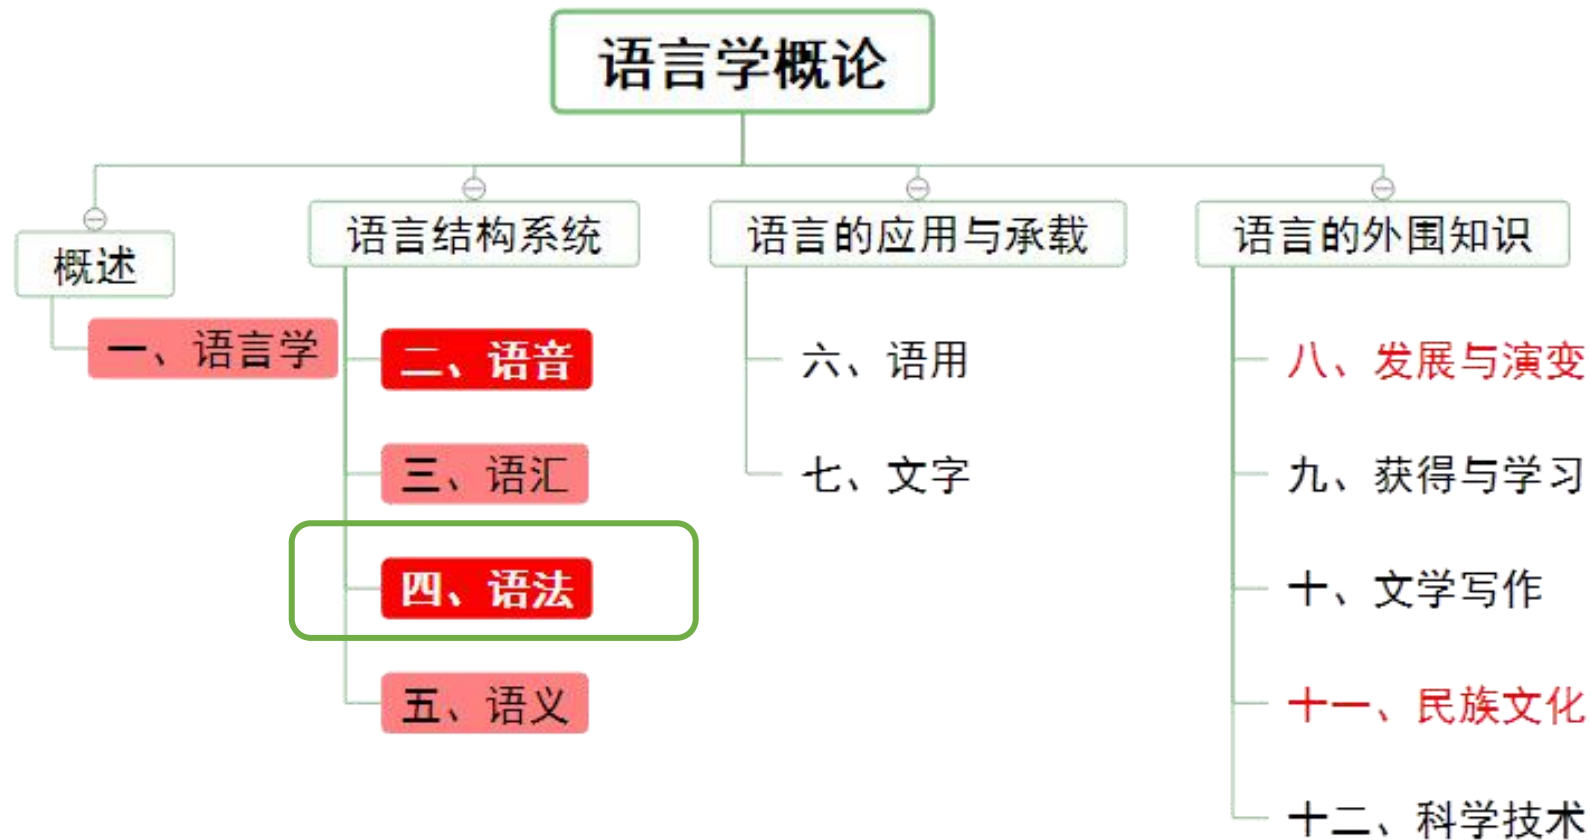 语言学概论
概述
一、语言学
语言结构系统
二、语音
三、语汇
四、语法
五、语义
语言的应用与承载
六、语用
七、文字
语言的外围知识
八、发展与演变
九、获得与学习
十、文学写作
十一、民族文化
十二、科学技术